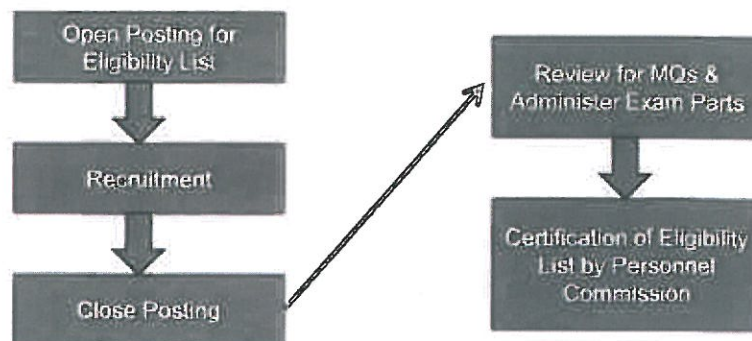 Open Posting for
Eligibility List
Recruitment
Close Posting
Review for MQs &
Administer Exam Parts
Certification of Eligibility
List by Personnel
Commission